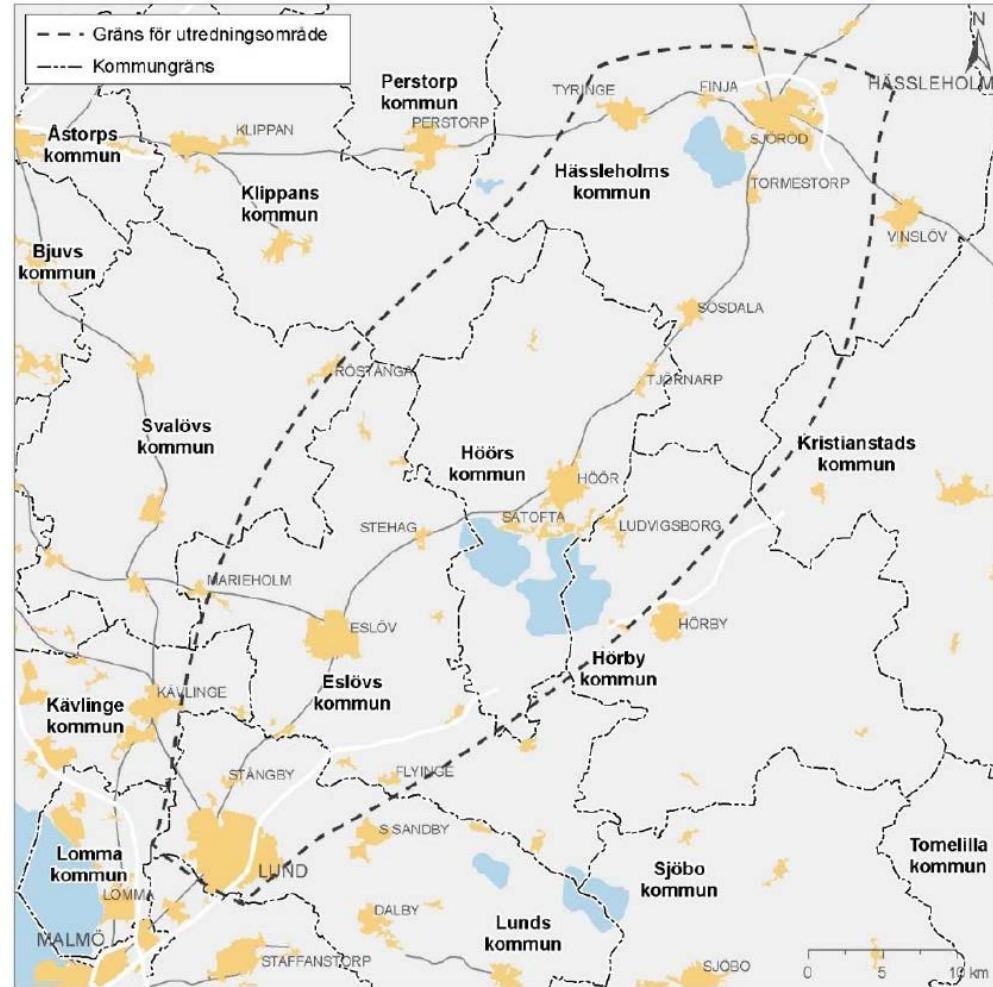 Gräns för utredningsområde
Kommungräns
N
HÄSSLEHOLM
Perstorp
kommun
TYRINGE
FINJA
PERSTORP
KLIPPAN
Åstorps
kommun
SJÖRÖD
Hässleholms
kommun
TORMESTORP
Klippans
kommun
VINSLÖV
Bjuvs
kommun
SÖSDALA
RÖSTÅNGA
TJÖRNARP
Svalövs
kommun
Höörs
kommun
Kristianstads
kommun
HÖÖR
SÄTOFTA
STEHAG
LUDVIGSBORG
MARIEHOLM
ESLÖV
HÖRBY
Hörby
kommun
Eslövs
kommun
KÄVLINGE
Kävlinge
kommun
STÅNGBY
FLYINGE
S SANDBY
Lomma
kommun
LUND
Tomelilla
kommun
Sjöbo
kommun
LOMMA
DALBY
Lunds
kommun
MALMÖ
STAFFANSTORP
SJÖBO
0 5 10 km